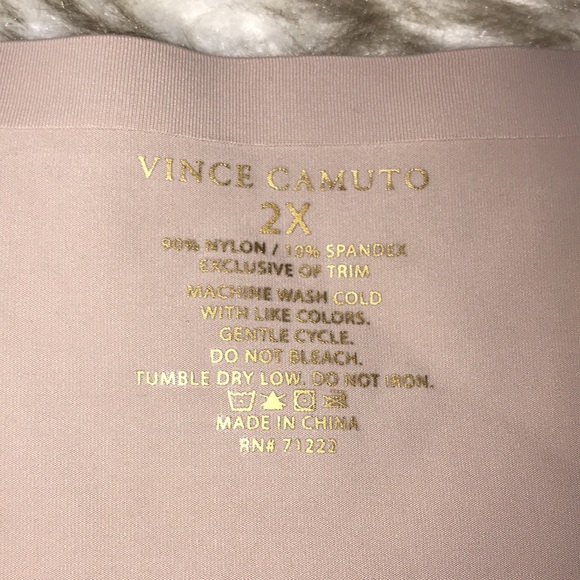 VINCE CAMUTO
2X
90% NYLON / 10% SPANDEX
EXCLUSIVE OF TRIM
MACHINE WASH COLD
WITH LIKE COLORS.
GENTLE CYCLE.
DO NOT BLEACH.
TUMBLE DRY LOW. DO NOT IRON.
MADE IN CHINA
RN# 71222